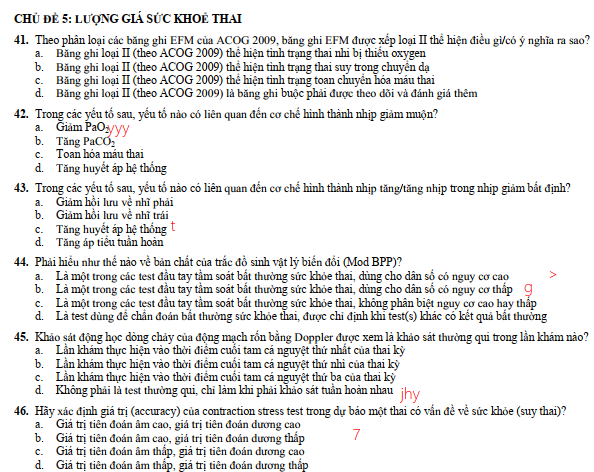 CHỦ ĐỀ 5: LƯỢNG GIÁ SỨC KHOẺ THAI
41. Theo phân loại các băng ghi EFM của ACOG 2009, băng ghi EFM được xếp loại II thể hiện điều gì/có ý nghĩa ra sao?
a. Băng ghi loại II (theo ACOG 2009) thể hiện tình trạng thai nhi bị thiếu oxygen
b. Băng ghi loại II (theo ACOG 2009) thể hiện tình trạng thai suy trong chuyển dạ
c. Băng ghi loại II (theo ACOG 2009) thể hiện tình trạng toan chuyển hóa máu thai
d. Băng ghi loại II (theo ACOG 2009) là băng ghi buộc phải được theo dõi và đánh giá thêm
42. Trong các yếu tố sau, yếu tố nào có liên quan đến cơ chế hình thành nhịp giảm muộn?
a. Giảm PaO2 yyy
b. Tăng PaCO2
c. Toan hóa máu thai
d. Tăng huyết áp hệ thống
43. Trong các yếu tố sau, yếu tố nào có liên quan đến cơ chế hình thành nhịp tăng/tăng nhịp trong nhịp giảm bất định?
a. Giảm hồi lưu về nhĩ phải
b. Giảm hồi lưu về nhĩ trái
c. Tăng huyết áp hệ thống t
d. Tăng áp tiểu tuần hoàn
44. Phải hiểu như thế nào về bản chất của trắc đồ sinh vật lý biến đổi (Mod BPP)?
a. Là một trong các test đầu tay tầm soát bất thường sức khỏe thai, dùng cho dân số có nguy cơ cao >
b. Là một trong các test đầu tay tầm soát bất thường sức khỏe thai, dùng cho dân số có nguy cơ thấp g
c. Là một trong các test đầu tay tầm soát bất thường sức khỏe thai, không phân biệt nguy cơ cao hay thấp
d. Là test dùng để chẩn đoán bất thường sức khỏe thai, được chỉ định khi test(s) khác có kết quả bất thường
45. Khảo sát động học dòng chảy của động mạch rốn bằng Doppler được xem là khảo sát thường qui trong lần khám nào?
a. Lần khám thực hiện vào thời điểm cuối tam cá nguyệt thứ nhất của thai kỳ
b. Lần khám thực hiện vào thời điểm cuối tam cá nguyệt thứ nhì của thai kỳ
c. Lần khám thực hiện vào thời điểm cuối tam cá nguyệt thứ ba của thai kỳ
d. Không phải là test thường qui, chỉ làm khi phải khảo sát tuần hoàn nhau jhy
46. Hãy xác định giá trị (accuracy) của contraction stress test trong dự báo một thai có vấn đề về sức khỏe (suy thai)?
a. Giá trị tiên đoán âm cao, giá trị tiên đoán dương cao
b. Giá trị tiên đoán âm cao, giá trị tiên đoán dương thấp 7
c. Giá trị tiên đoán âm thấp, giá trị tiên đoán dương cao
d. Giá trị tiên đoán âm thấp, giá trị tiên đoán dương thấp